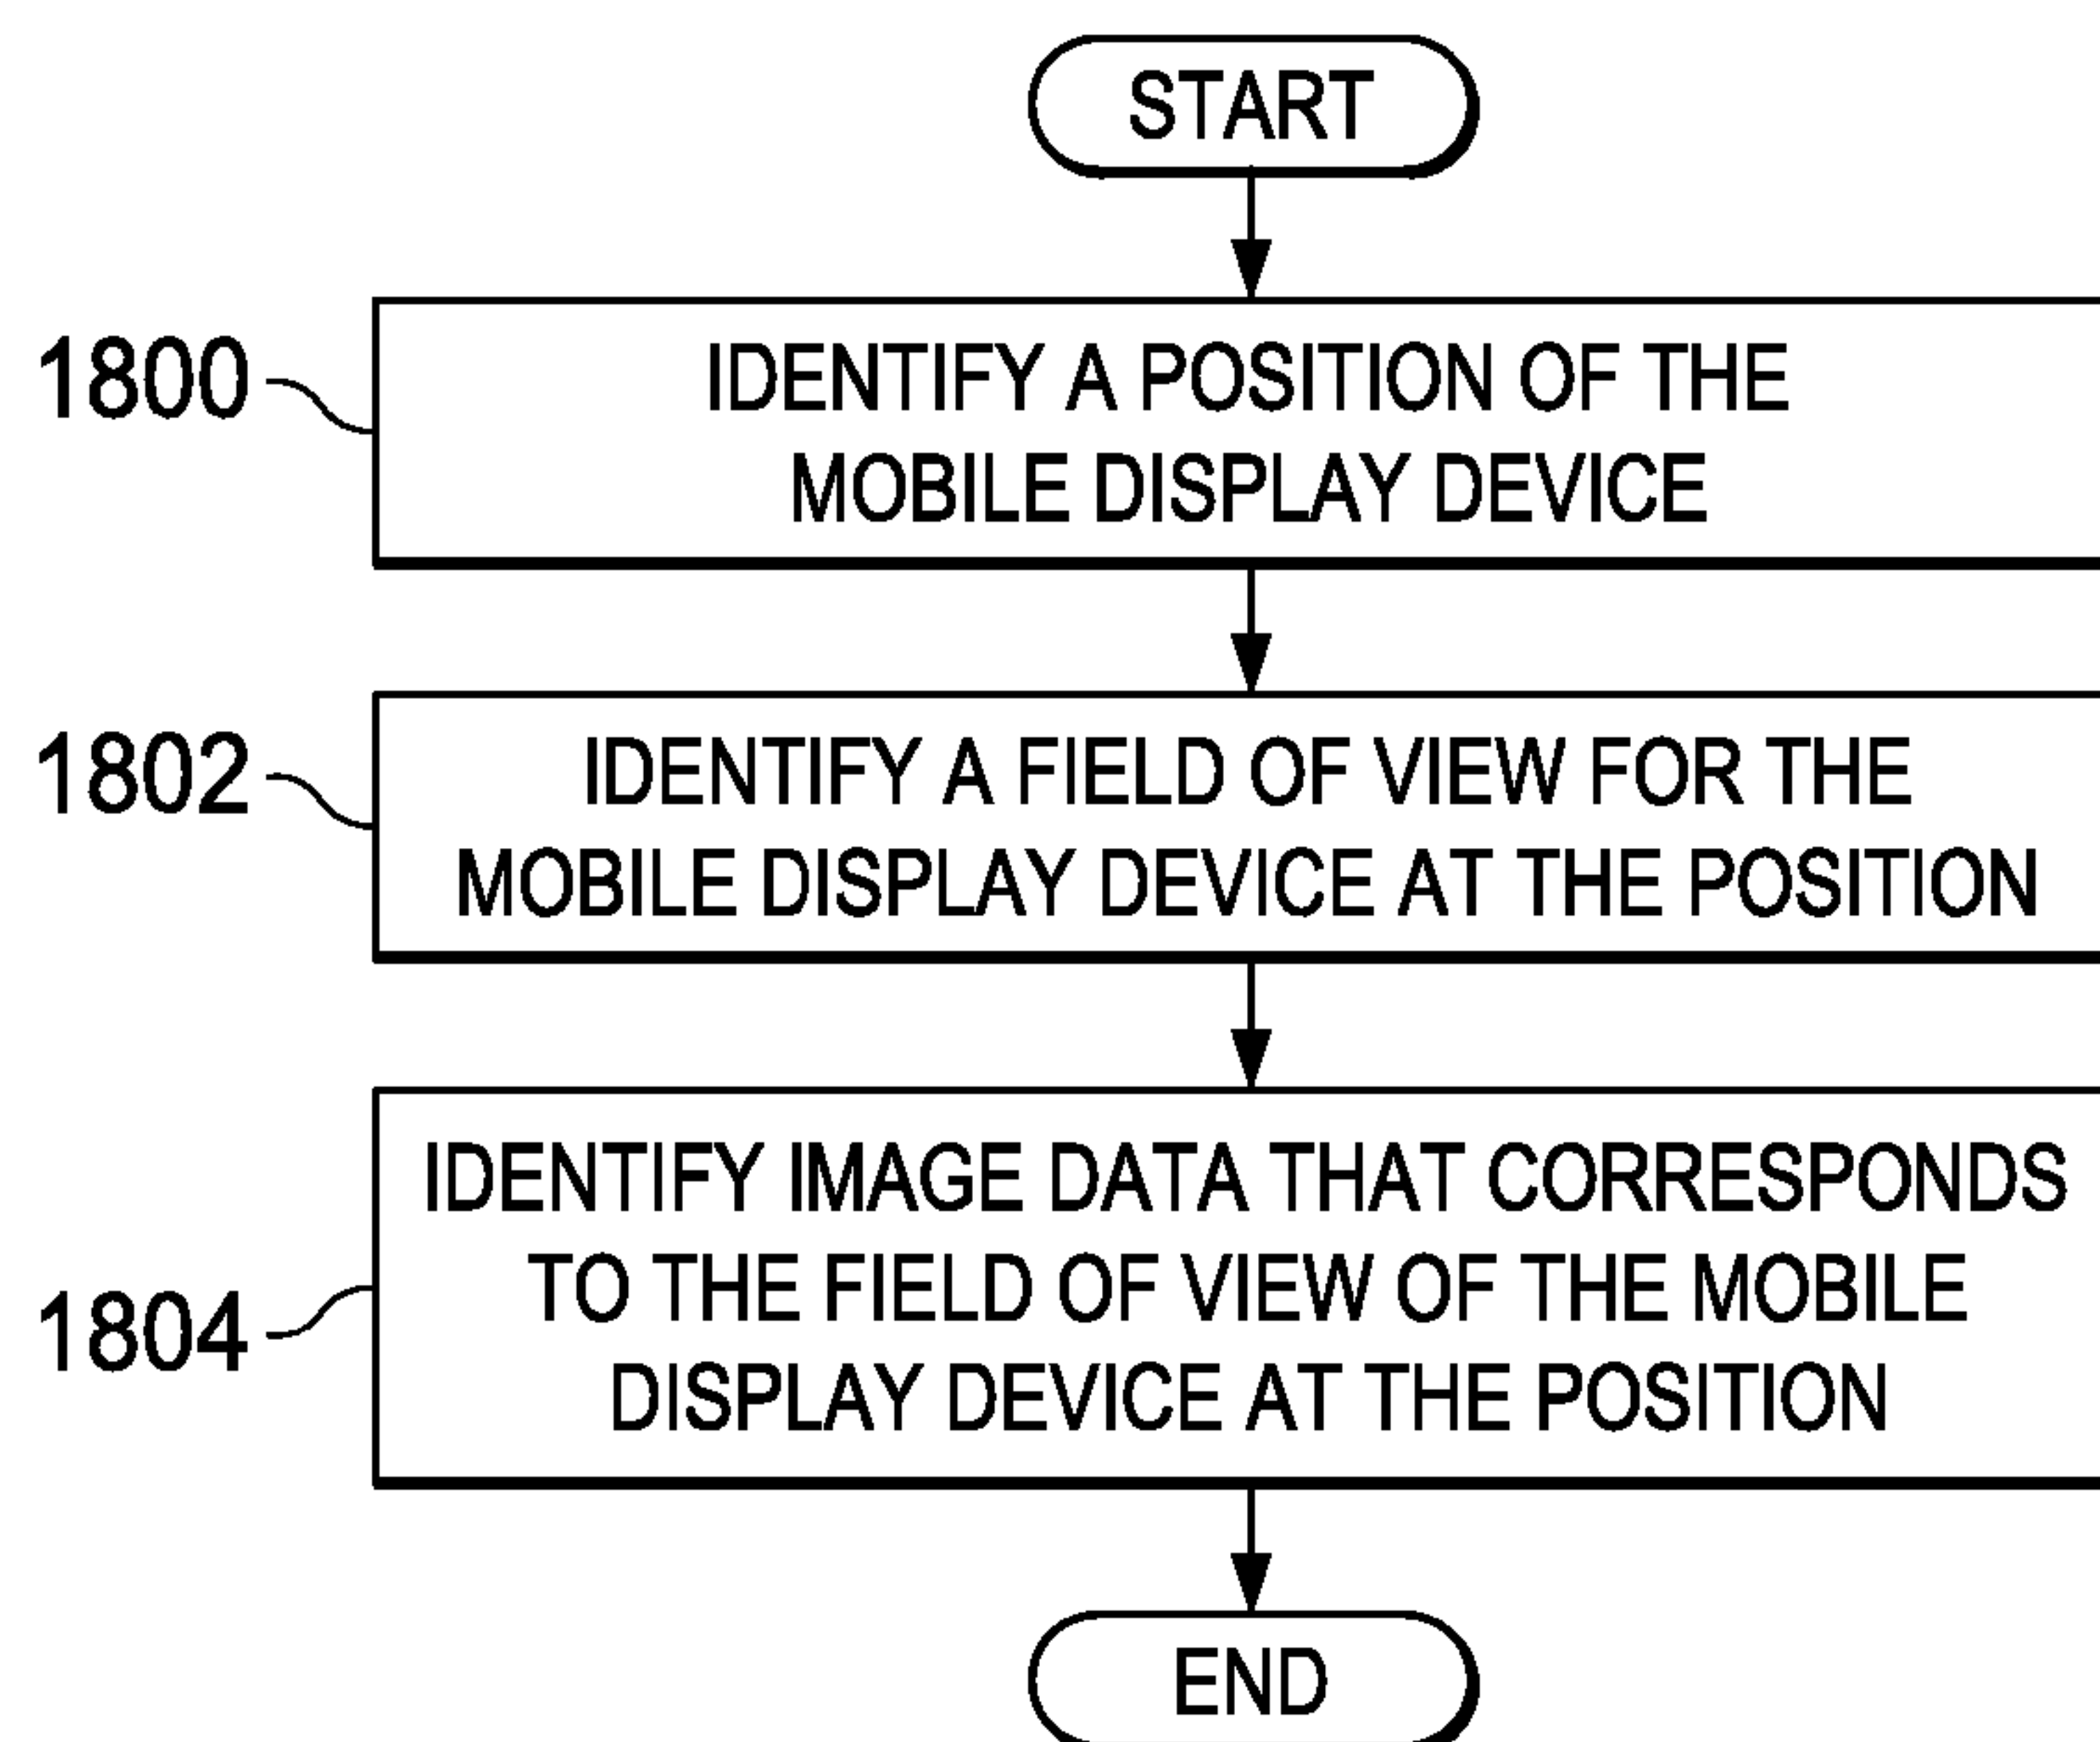 START
1800
IDENTIFY A POSITION OF THE
MOBILE DISPLAY DEVICE
1802
IDENTIFY A FIELD OF VIEW FOR THE
MOBILE DISPLAY DEVICE AT THE POSITION
1804
IDENTIFY IMAGE DATA THAT CORRESPONDS
TO THE FIELD OF VIEW OF THE MOBILE
DISPLAY DEVICE AT THE POSITION
END